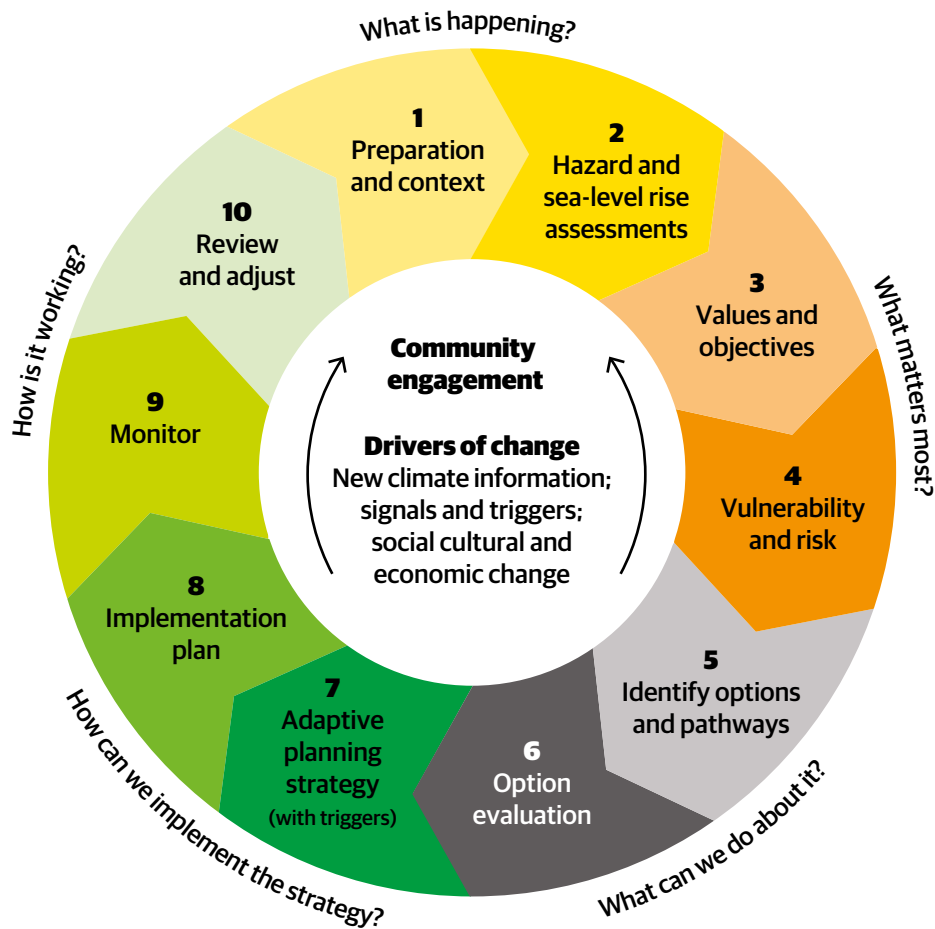 What is happening?
1
Preparation
and context
2
Hazard and
sea-level rise
assessments
What matters most?
3
Values and
objectives
4
Vulnerability
and risk
What can we do about it?
5
Identify options
and pathways
6
Option
evaluation
How can we implement the strategy?
7
Adaptive
planning
strategy
(with triggers)
8
Implementation
plan
How is it working?
9
Monitor
10
Review
and adjust
Community
engagement
Drivers of change
New climate information;
signals and triggers;
social cultural and
economic change